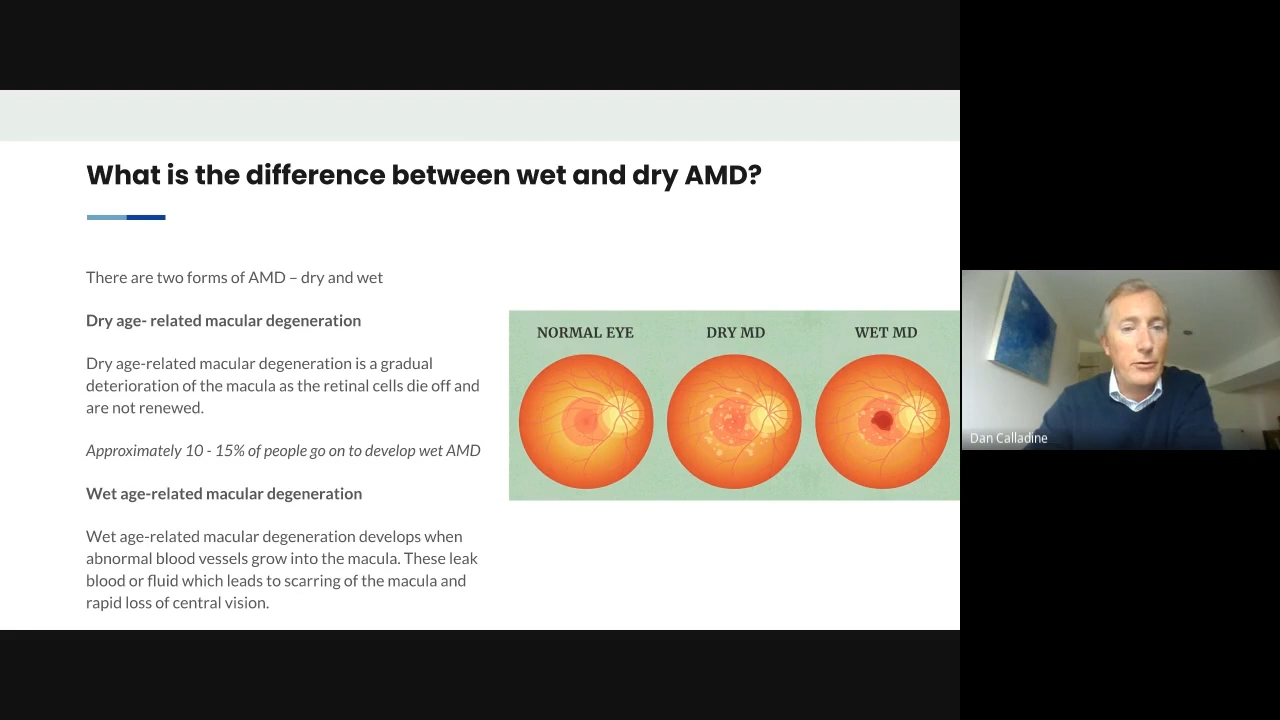 What is the difference between wet and dry AMD?
There are two forms of AMD – dry and wet
Dry age- related macular degeneration
Dry age-related macular degeneration is a gradual
deterioration of the macula as the retinal cells die off and
are not renewed.
Approximately 10 - 15% of people go on to develop wet AMD
Wet age-related macular degeneration
Wet age-related macular degeneration develops when
abnormal blood vessels grow into the macula. These leak
blood or fluid which leads to scarring of the macula and
rapid loss of central vision.
NORMAL EYE
DRY MD
WET MD
Dan Calladine